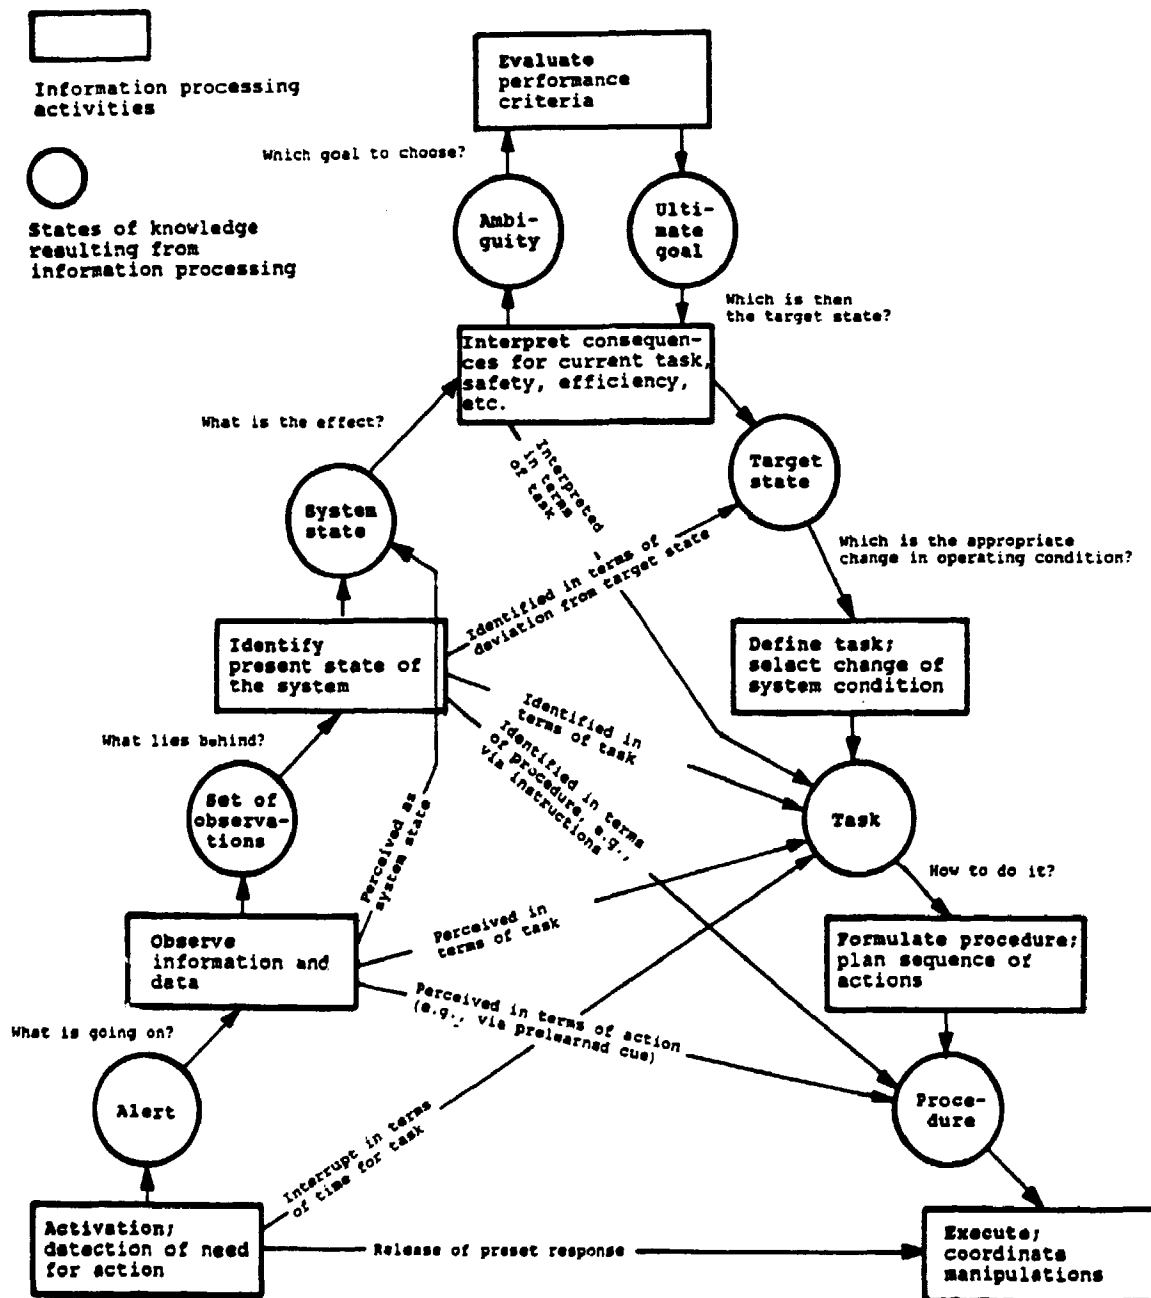 Information processing
activities
States of knowledge
resulting from
information processing
Evaluate
performance
criteria
Which goal to choose?
Ambi-
guity
Ulti-
mate
goal
Which is then
the target state?
Interpret consequen-
ces for current task,
safety, efficiency,
etc.
What is the effect?
Interpreted
in terms
of task
Target
state
System
state
Which is the appropriate
change in operating condition?
Identified in terms of
deviation from target state
Identify
present state of
the system
Define task;
select change of
system condition
Identified in
terms of task
Identified in terms
of procedure, e.g.,
via instructions
What lies behind?
Set of
observa-
tions
Perceived as
system state
Task
How to do it?
Perceived in
terms of task
Observe
information and
data
Formulate procedure;
plan sequence of
actions
Perceived in terms of action
(e.g., via prelearned cue)
What is going on?
Alert
Proce-
dure
Interrupt in terms
of time for task
Activation;
detection of need
for action
Release of preset response
Execute;
coordinate
manipulations